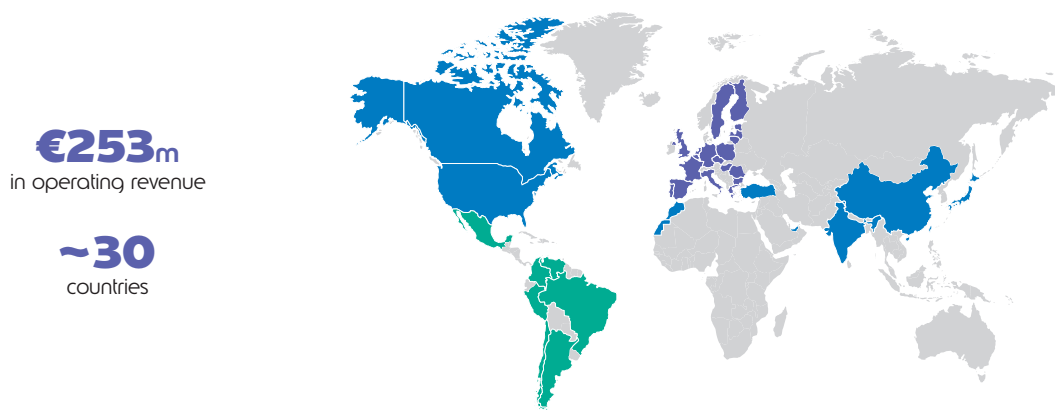 €253m
in operating revenue
~30
countries